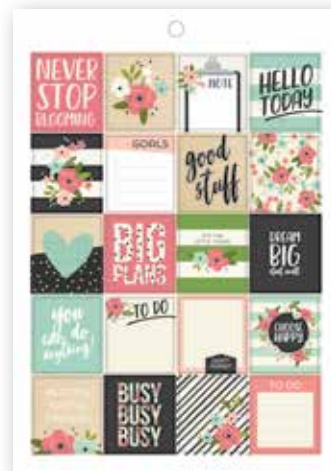 NEVER
STOP
BLOOMING
NOTE
HELLO
TODAY
GOALS
good
stuff
BIG
PLANS
DREAM
BIG
you
can do
anything!
TO DO
CHOOSE
HAPPY
BUSY
BUSY
BUSY
TO DO